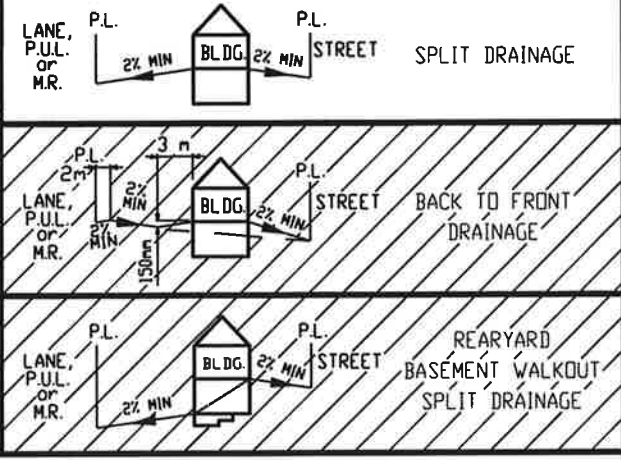 P.L.
P.L.
LANE,
P.U.L.
or
M.R.
2% MIN
BLDG.
2% MIN
STREET
SPLIT DRAINAGE
3 m
P.L.
2m
P.L.
LANE,
P.U.L.
or
M.R.
2%
MIN
2%
MIN.
150mm
BLDG.
2% MIN
STREET
BACK TO FRONT
DRAINAGE
P.L.
P.L.
LANE,
P.U.L.
or
M.R.
2% MIN
BLDG.
2% MIN
STREET
REARYARD
BASEMENT WALKOUT
SPLIT DRAINAGE